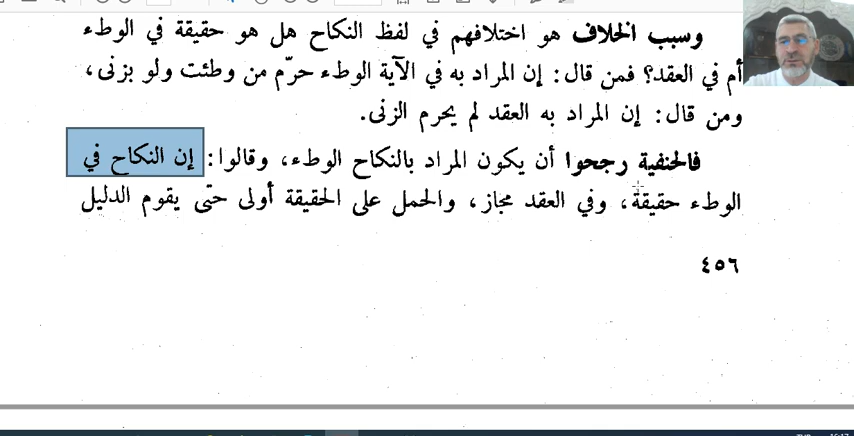 وسبب الخلاف هو اختلافهم في لفظ النكاح هل هو حقيقة في الوطء
أم في العقد؟ فمن قال: إن المراد به في الآية الوطء حرّم من وطئت ولو بزنى،
ومن قال: إن المراد به العقد لم يحرم الزنى.
فالحنفية رجحوا أن يكون المراد بالنكاح الوطء، وقالوا: إن النكاح في
الوطء حقيقة، وفي العقد مجاز، والحمل على الحقيقة أولى حتّى يقوم الدليل
٤٥٦